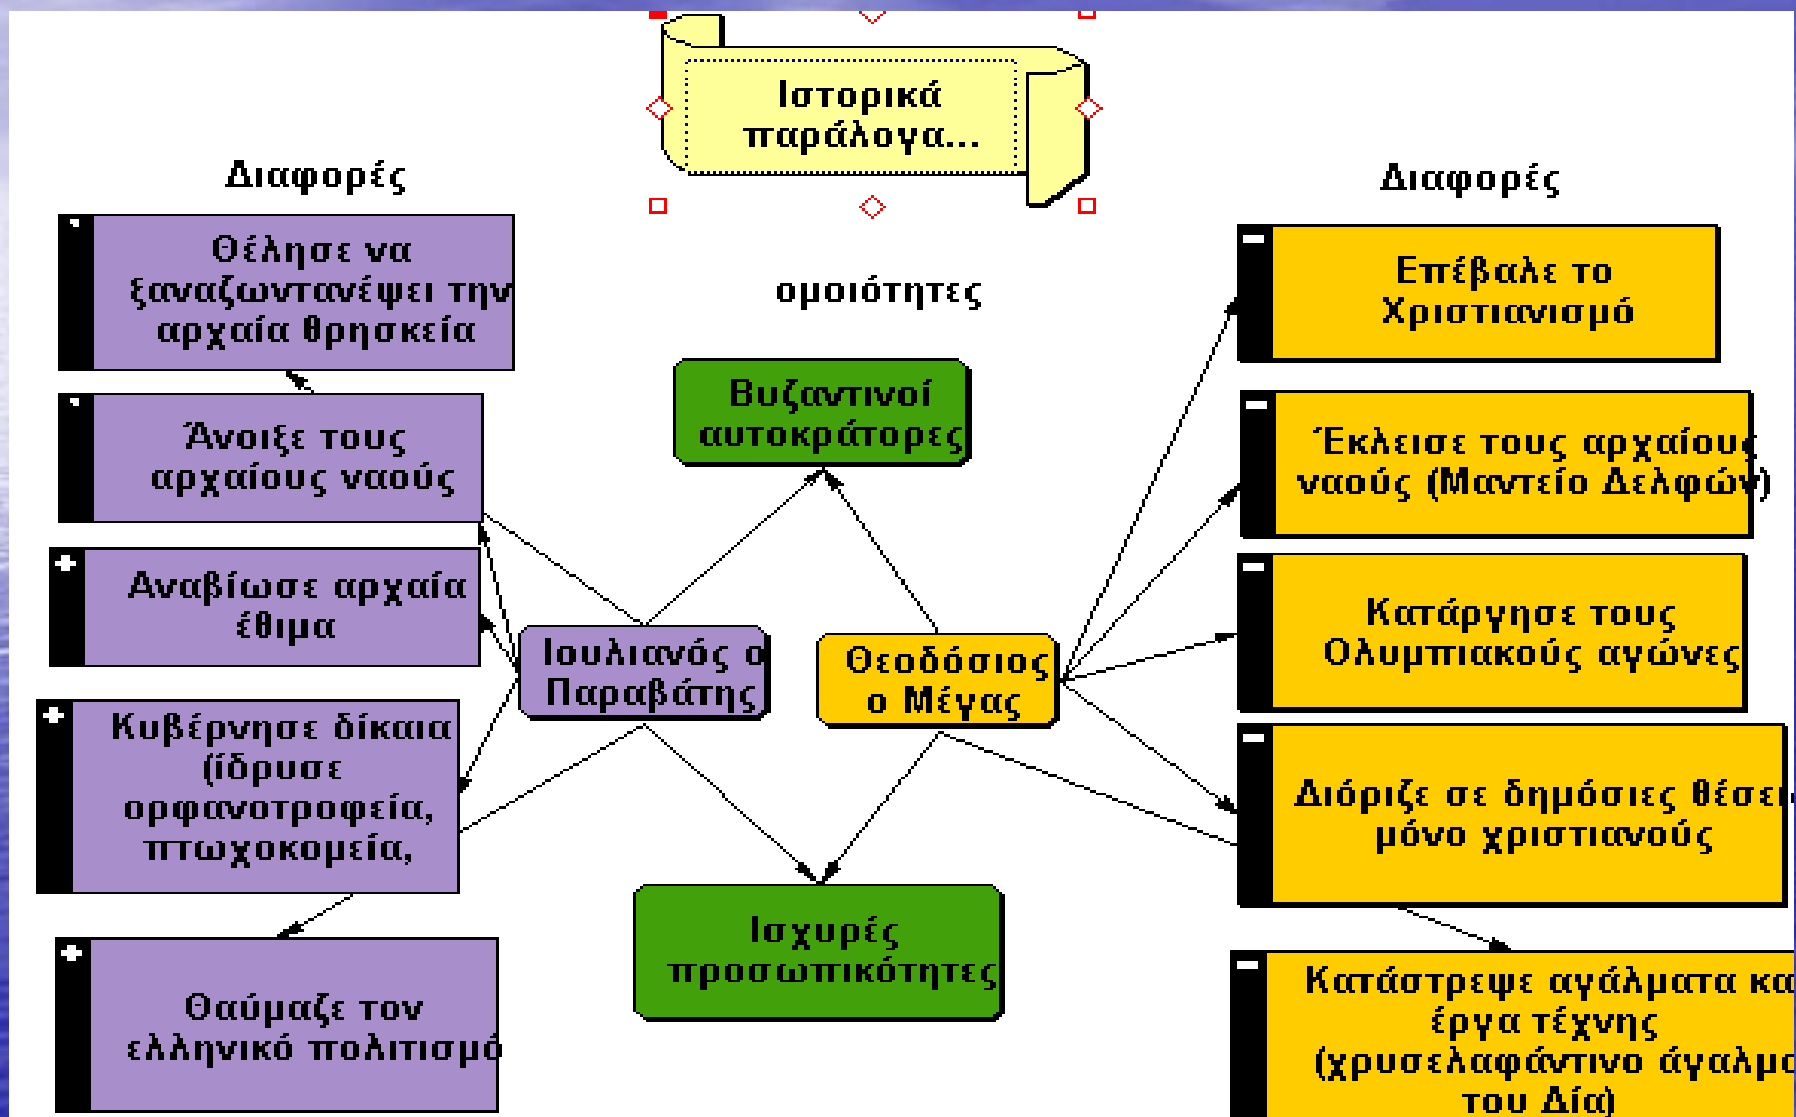 Ιστορικά
παράλογα...
Διαφορές
Θέλησε να
ξαναζωντανέψει την
αρχαία θρησκεία
Άνοιξε τους
αρχαίους ναούς
Αναβίωσε αρχαία
έθιμα
Κυβέρνησε δίκαια
(ίδρυσε
ορφανοτροφεία,
πτωχοκομεία,
Θαύμαζε τον
ελληνικό πολιτισμό
ομοιότητες
Βυζαντινοί
αυτοκράτορες
Ιουλιανός ο
Παραβάτης
Θεοδόσιος
ο Μέγας
Ισχυρές
προσωπικότητες
Διαφορές
Επέβαλε το
Χριστιανισμό
Έκλεισε τους αρχαίους
ναούς (Μαντείο Δελφών)
Κατάργησε τους
Ολυμπιακούς αγώνες
Διόριζε σε δημόσιες θέσει
μόνο χριστιανούς
Κατάστρεψε αγάλματα κα
έργα τέχνης
(χρυσελαφάντινο άγαλμα
του Δία)